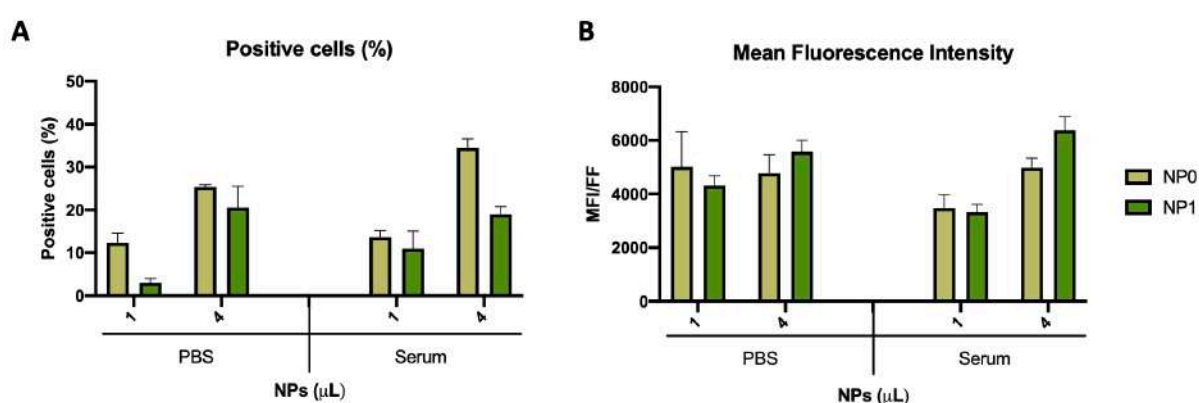 A
Positive cells (%)
Positive cells (%)
50
40
30
20
10
0
1
4
1
4
PBS
Serum
NPs (μL)
B
Mean Fluorescence Intensity
MFI/FF
8000
6000
4000
2000
0
1
4
1
4
PBS
Serum
NPs (μL)
NP0
NP1